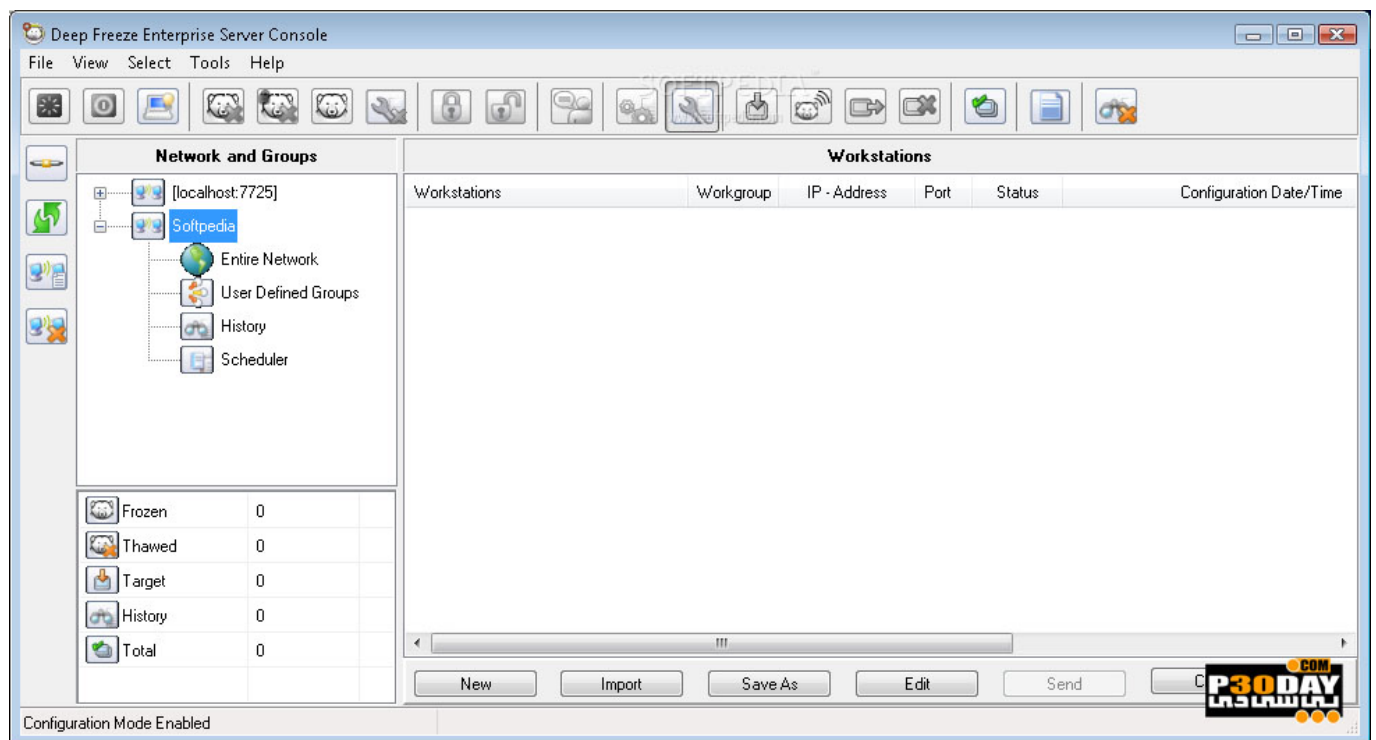 Deep Freeze Enterprise Server Console
File View Select Tools Help
SOFTPEDIA
Network and Groups
Workstations
[localhost:7725]
Softpedia
Entire Network
User Defined Groups
History
Scheduler
Workstations Workgroup IP - Address Port Status Configuration Date/Time
Frozen 0
Thawed 0
Target 0
History 0
Total 0
New Import Save As Edit Send
Configuration Mode Enabled
P30DAY
.COM